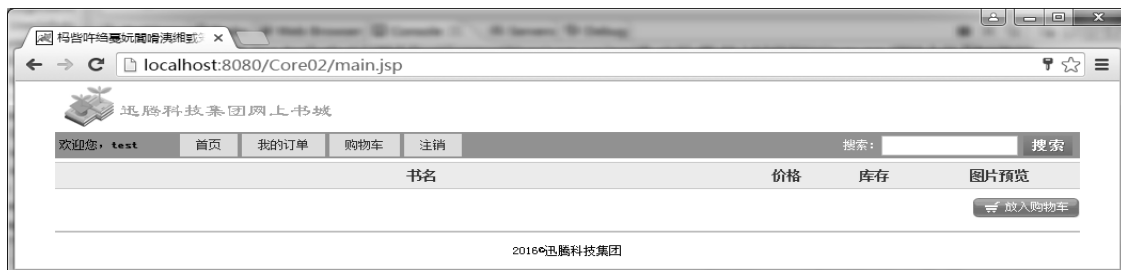 localhost:8080/Core02/main.jsp
迅腾科技集团网上书城
欢迎您，test 首页 我的订单 购物车 注销 搜索： 搜索
书名 价格 库存 图片预览
放入购物车
2016©迅腾科技集团